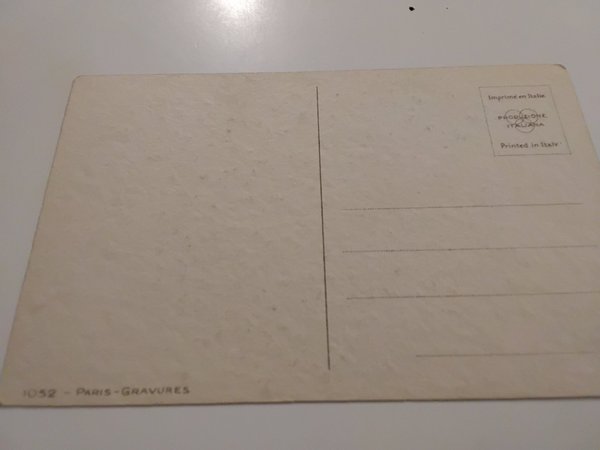 Imprimé en Italie
PRODUZIONE
ITALIANA
Printed in Italy
1052 - PARIS-GRAVURES